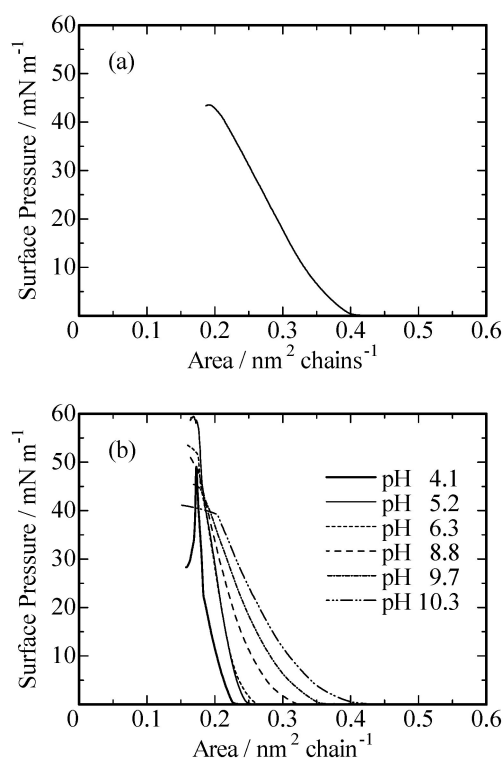 (a)
Surface Pressure / mN m-1
60
50
40
30
20
10
0 0.1 0.2 0.3 0.4 0.5 0.6
Area / nm2 chains-1
(b)
Surface Pressure / mN m-1
60
50
40
30
20
10
pH 4.1
pH 5.2
pH 6.3
pH 8.8
pH 9.7
pH 10.3
0 0.1 0.2 0.3 0.4 0.5 0.6
Area / nm2 chain-1